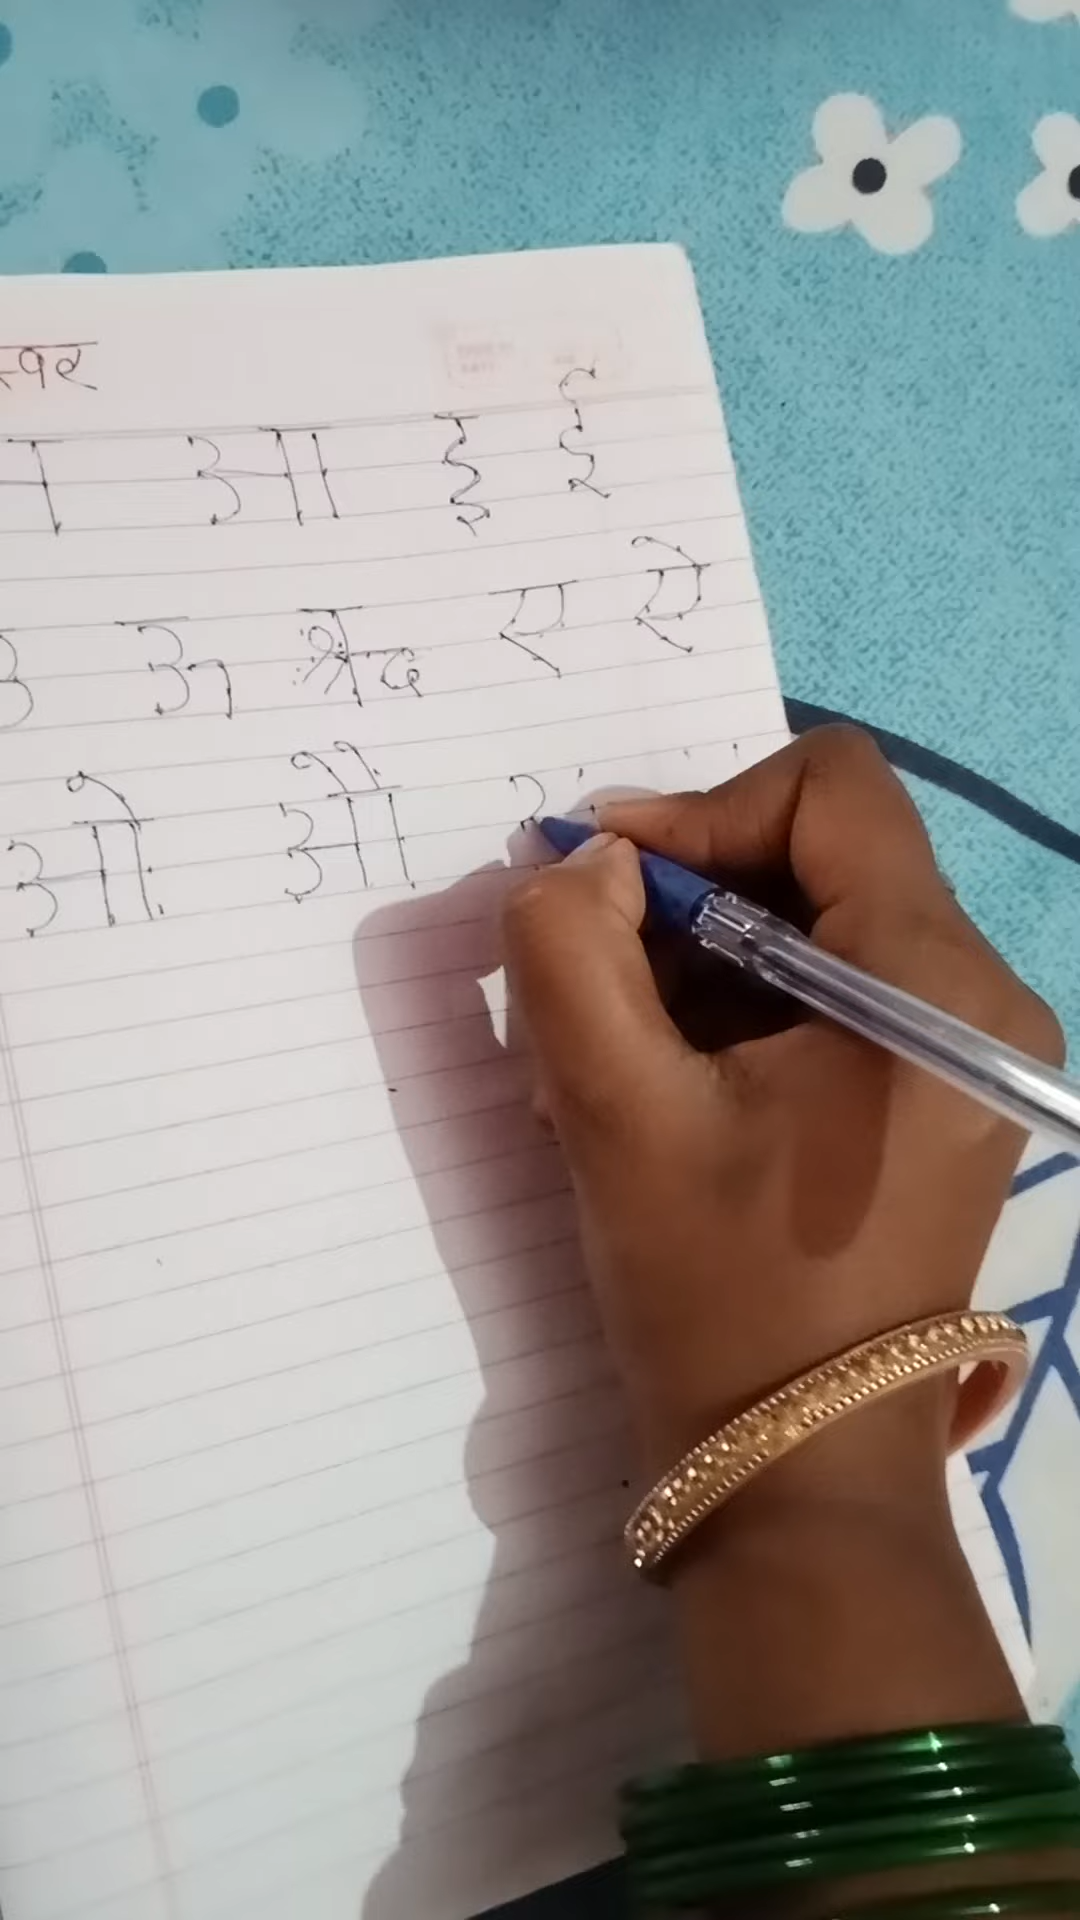 स्वर
अ आ इ ई
उ ऊ ऋ ए ऐ
ओ औ